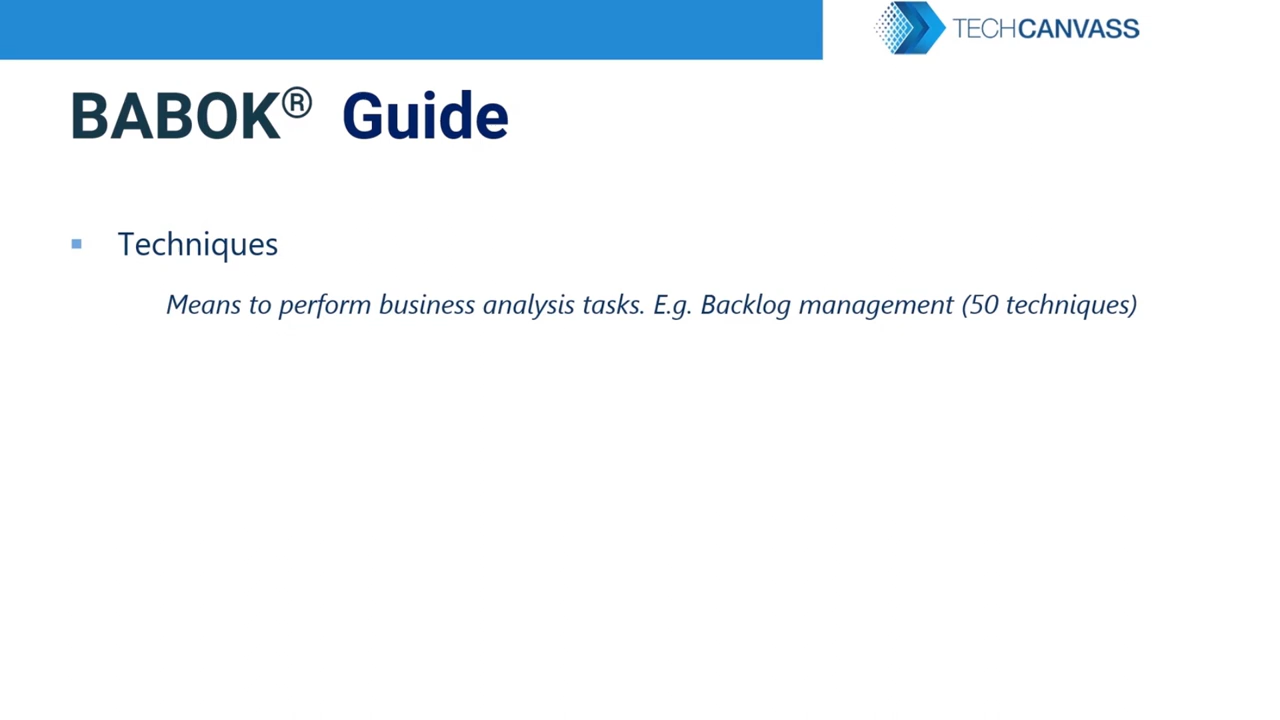 TECHCANVASS
BABOK® Guide
▪ Techniques
Means to perform business analysis tasks. E.g. Backlog management (50 techniques)